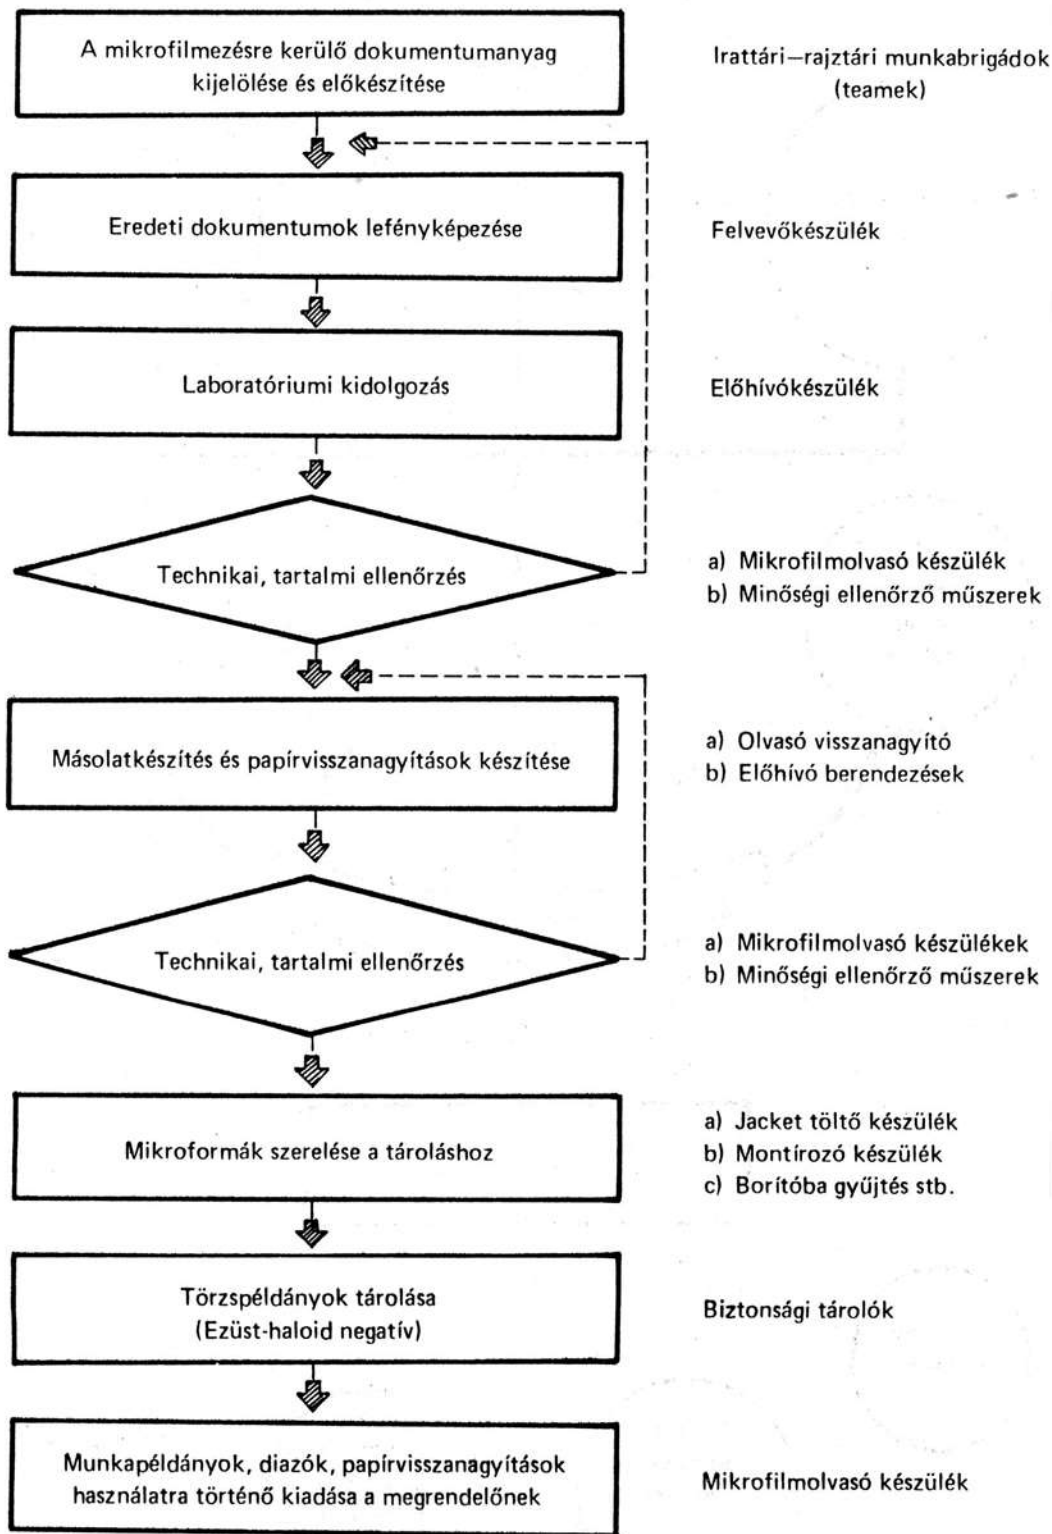 A mikrofilmezésre kerülő dokumentumanyag
kijelölése és előkészítése
Irattári–rajztári munkabrigádok
(teamek)
Eredeti dokumentumok lefényképezése
Felvevőkészülék
Laboratóriumi kidolgozás
Előhívókészülék
Technikai, tartalmi ellenőrzés
a) Mikrofilmolvasó készülék
b) Minőségi ellenőrző műszerek
Másolatkészítés és papírvisszanagyítások készítése
a) Olvasó visszanagyító
b) Előhívó berendezések
Technikai, tartalmi ellenőrzés
a) Mikrofilmolvasó készülékek
b) Minőségi ellenőrző műszerek
Mikroformák szerelése a tároláshoz
a) Jacket töltő készülék
b) Montírozó készülék
c) Borítóba gyűjtés stb.
Törzspéldányok tárolása
(Ezüst-haloid negatív)
Biztonsági tárolók
Munkapéldányok, diazók, papírvisszanagyítások
használatra történő kiadása a megrendelőnek
Mikrofilmolvasó készülék